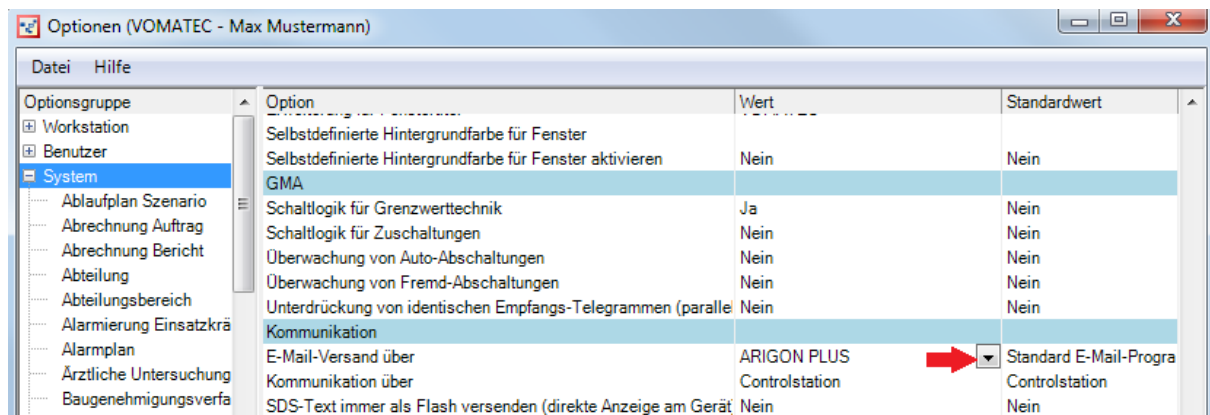 Optionen (VOMATEC - Max Mustermann)
Datei Hilfe
Optionsgruppe Option Wert Standardwert
Workstation
Benutzer
System
Ablaufplan Szenario
Abrechnung Auftrag
Abrechnung Bericht
Abteilung
Abteilungsbereich
Alarmierung Einsatzkrä
Alarmplan
Ärztliche Untersuchung
Baugenehmigungsverfa
Selbstdefinierte Hintergrundfarbe für Fenster
Selbstdefinierte Hintergrundfarbe für Fenster aktivieren Nein Nein
GMA
Schaltlogik für Grenzwerttechnik Ja Nein
Schaltlogik für Zuschaltungen Nein Nein
Überwachung von Auto-Abschaltungen Nein Nein
Überwachung von Fremd-Abschaltungen Nein Nein
Unterdrückung von identischen Empfangs-Telegrammen (paralle Nein Nein
Kommunikation
E-Mail-Versand über ARIGON PLUS Standard E-Mail-Progra
Kommunikation über Controlstation Controlstation
SDS-Text immer als Flash versenden (direkte Anzeige am Gerät Nein Nein